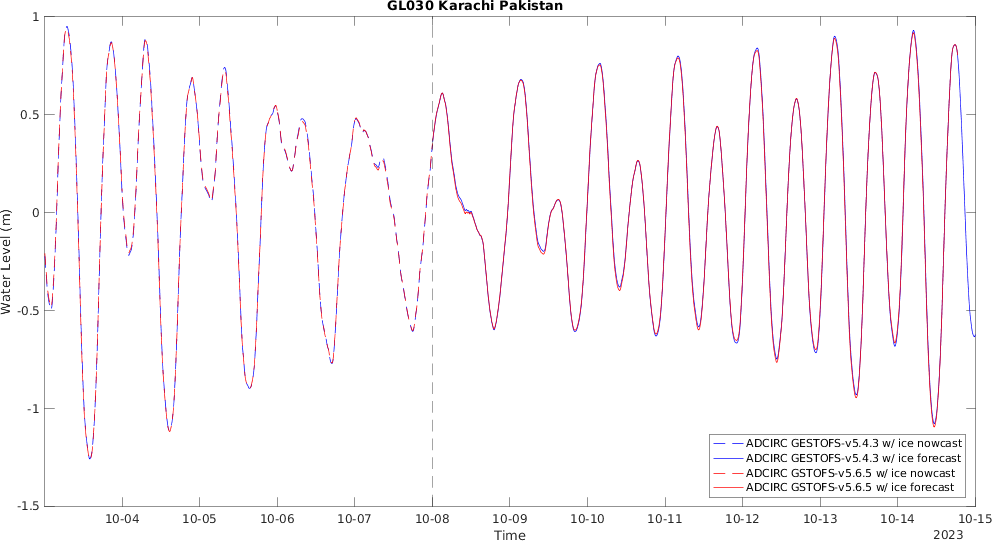 GL030 Karachi Pakistan
Water Level (m)
1
0.5
0
-0.5
-1
-1.5
10-04 10-05 10-06 10-07 10-08 10-09 10-10 10-11 10-12 10-13 10-14 10-15
Time
2023
ADCIRC GESTOFS-v5.4.3 w/ ice nowcast
ADCIRC GESTOFS-v5.4.3 w/ ice forecast
ADCIRC GSTOFS-v5.6.5 w/ ice nowcast
ADCIRC GSTOFS-v5.6.5 w/ ice forecast